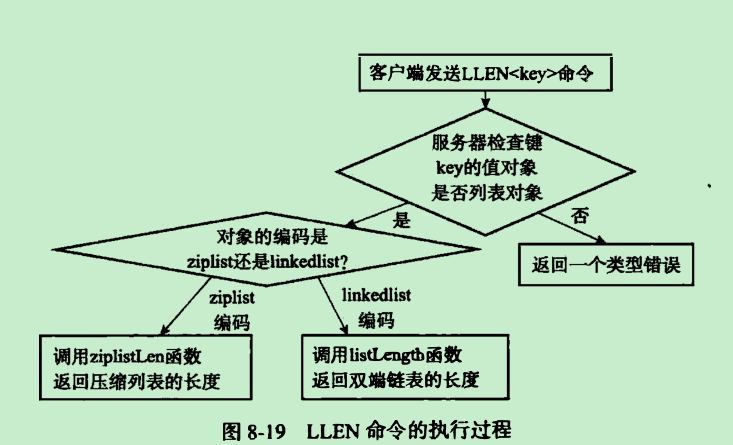 客户端发送LLEN<key>命令
服务器检查键
key的值对象
是否列表对象
是
否
对象的编码是
ziplist还是linkedlist?
返回一个类型错误
ziplist
编码
linkedlist
编码
调用ziplistLen函数
返回压缩列表的长度
调用listLength函数
返回双端链表的长度
图 8-19 LLEN 命令的执行过程